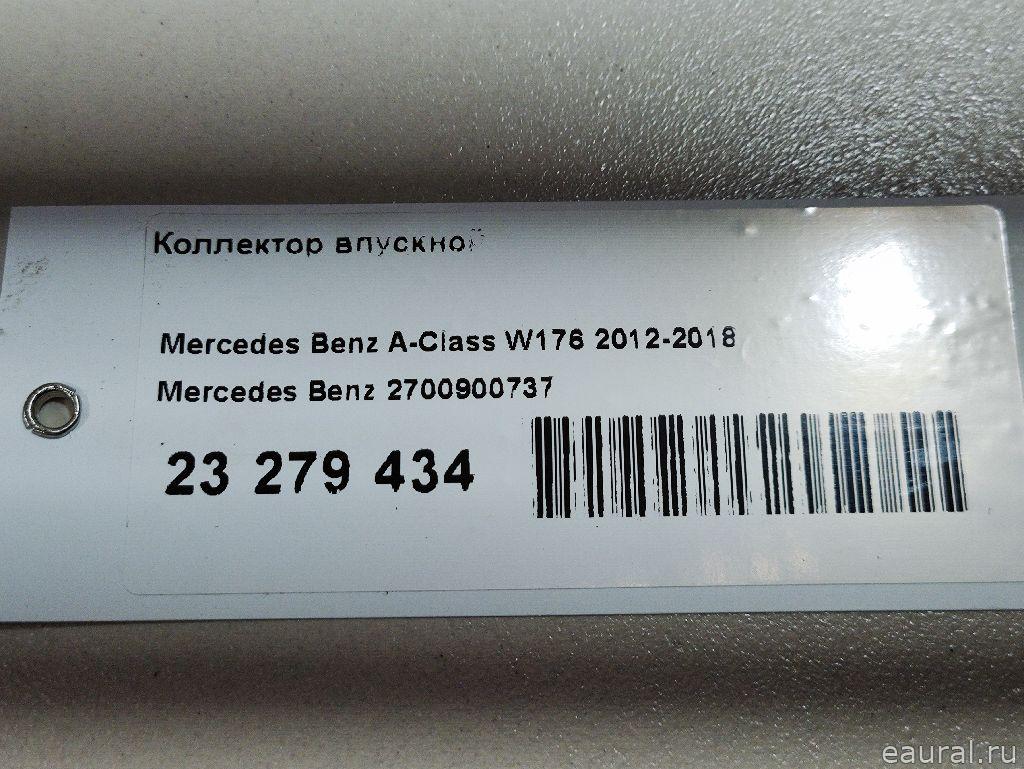 Коллектор впускной
Mercedes Benz A-Class W176 2012-2018
Mercedes Benz 2700900737
23 279 434
eaural.ru